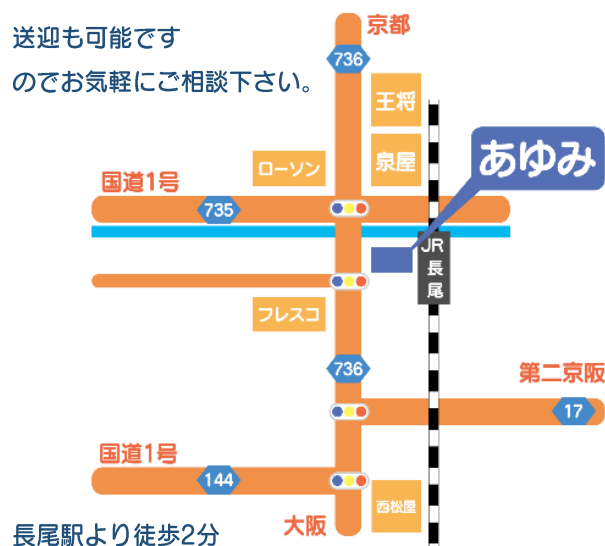 送迎も可能です
のでお気軽にご相談下さい。
京都
736
王将
泉屋
ローソン
あゆみ
国道1号
735
JR
長尾
フレスコ
736
第二京阪
17
国道1号
144
西松屋
大阪
長尾駅より徒歩2分